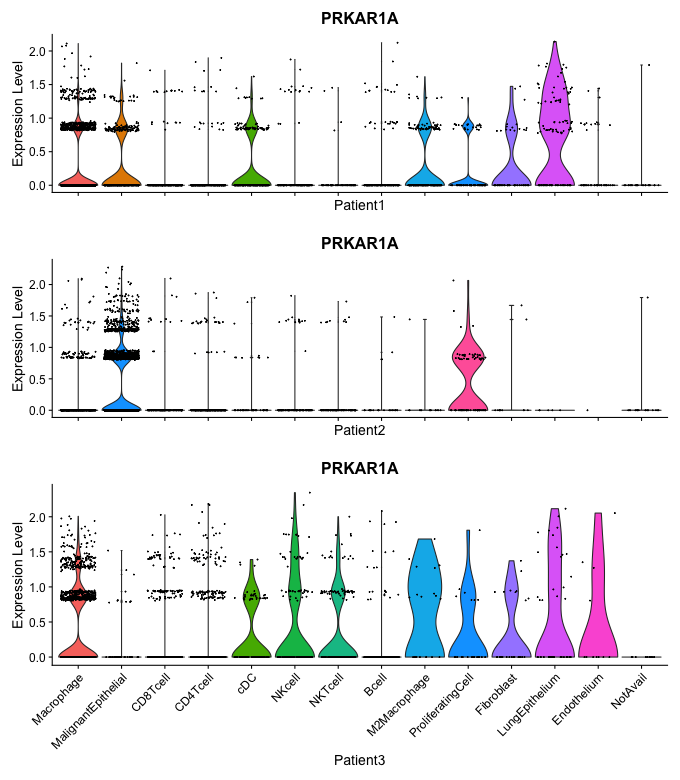 PRKAR1A
Expression Level
2.0
1.5
1.0
0.5
0.0
Patient1
PRKAR1A
Expression Level
2.0
1.5
1.0
0.5
0.0
Patient2
PRKAR1A
Expression Level
2.0
1.5
1.0
0.5
0.0
Macrophage
MalignantEpithelial
CD8Tcell
CD4Tcell
cDC
NKcell
NKTcell
Bcell
M2Macrophage
ProliferatingCell
Fibroblast
LungEpithelium
Endothelium
NotAvail
Patient3